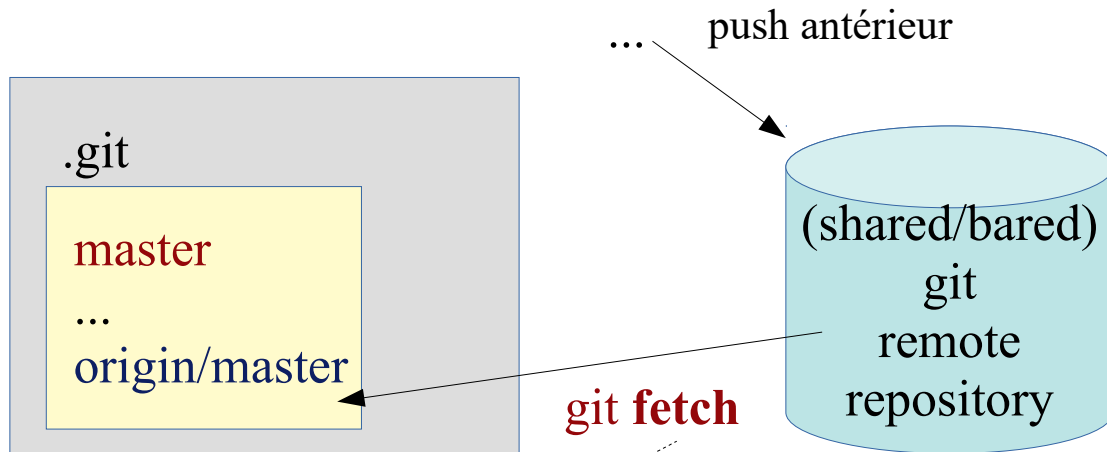 ... push antérieur
.git
master
...
origin/master
(shared/bared)
git
remote
repository
git fetch